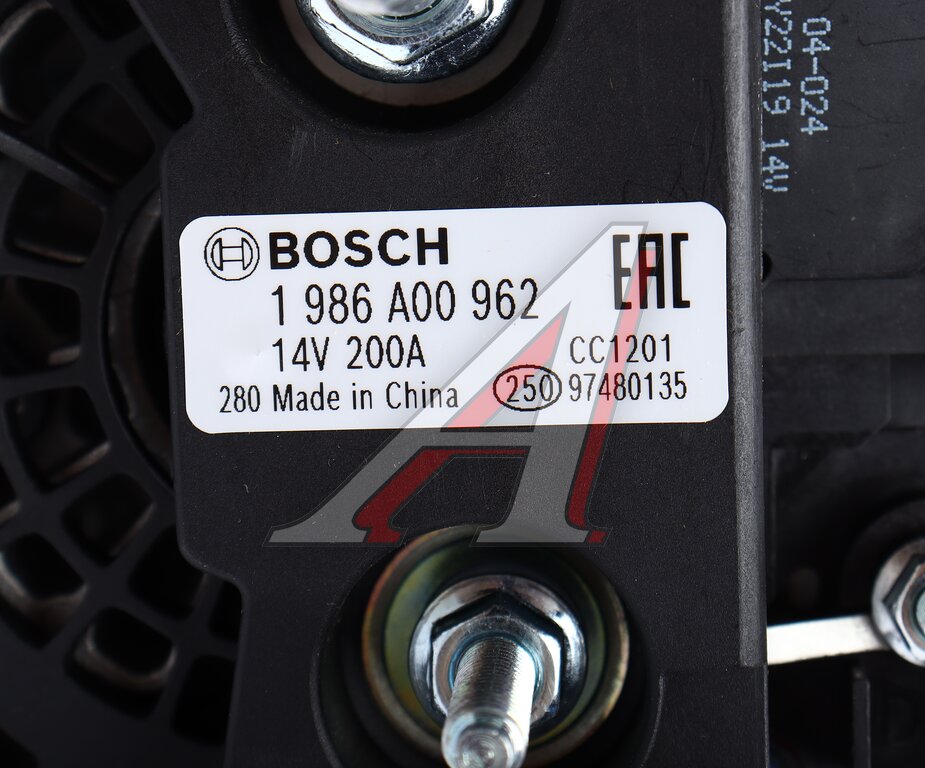 BOSCH
EAC
1 986 A00 962
14V 200A
CC1201
280 Made in China
250 97480135
04-024
Y22119 14V